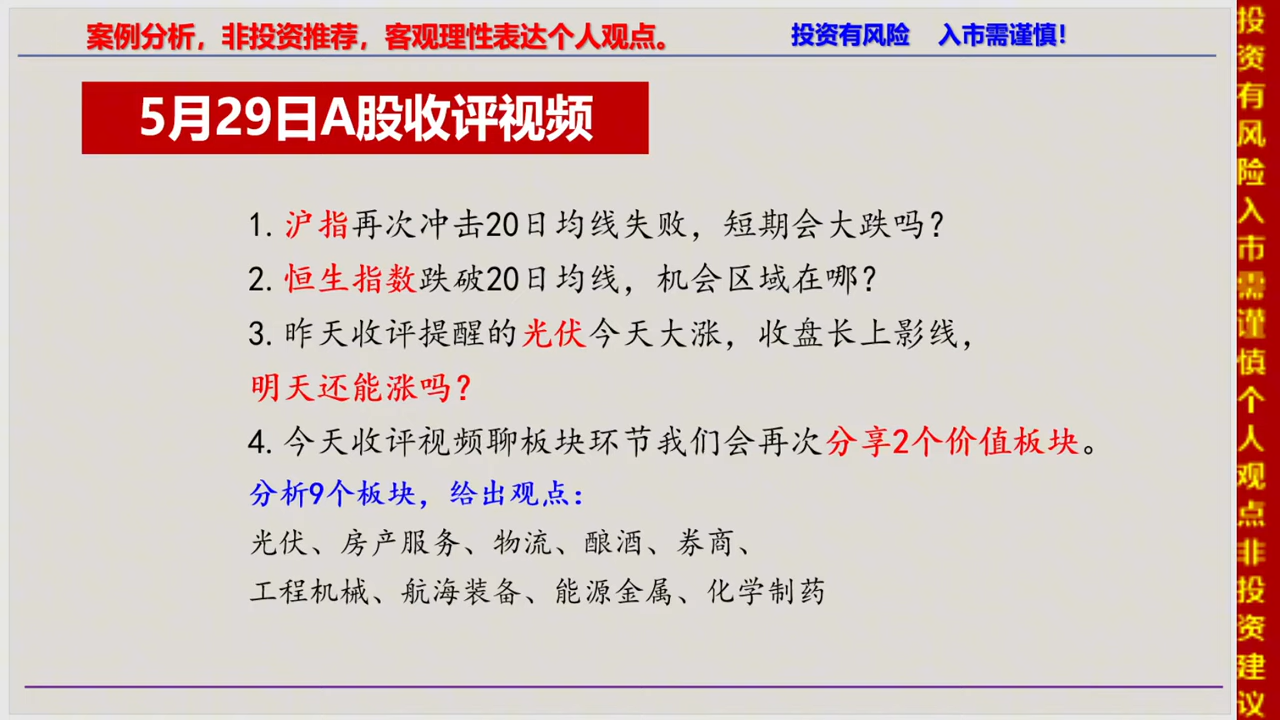 案例分析，非投资推荐，客观理性表达个人观点。
投资有风险 入市需谨慎！
5月29日A股收评视频
1. 沪指再次冲击20日均线失败，短期会大跌吗？
2. 恒生指数跌破20日均线，机会区域在哪？
3. 昨天收评提醒的光伏今天大涨，收盘长上影线，
明天还能涨吗？
4. 今天收评视频聊板块环节我们会再次分享2个价值板块。
分析9个板块，给出观点：
光伏、房产服务、物流、酿酒、券商、
工程机械、航海装备、能源金属、化学制药
投资有风险入市需谨慎个人观点非投资建议